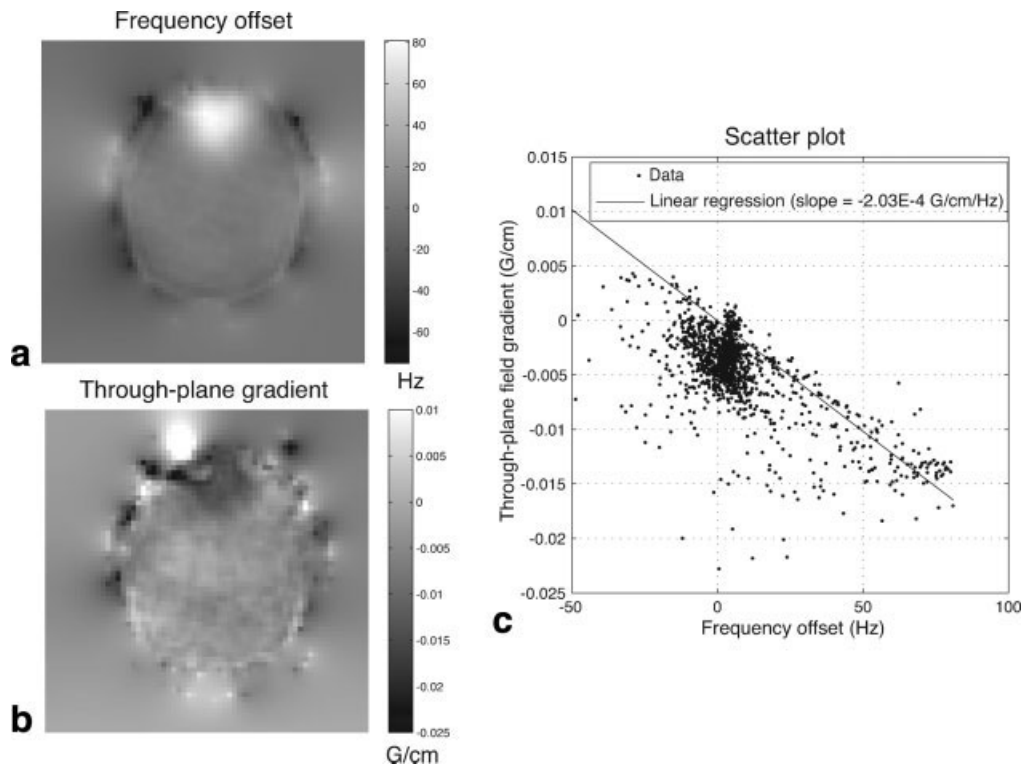 Frequency offset
80
60
40
20
0
-20
-40
-60
Hz
a
Through-plane gradient
0.01
0.005
0
-0.005
-0.01
-0.015
-0.02
-0.025
G/cm
b
Scatter plot
Data
Linear regression (slope = -2.03E-4 G/cm/Hz)
Through-plane field gradient (G/cm)
0.015
0.01
0.005
0
-0.005
-0.01
-0.015
-0.02
-0.025
-50
0
50
100
Frequency offset (Hz)
c